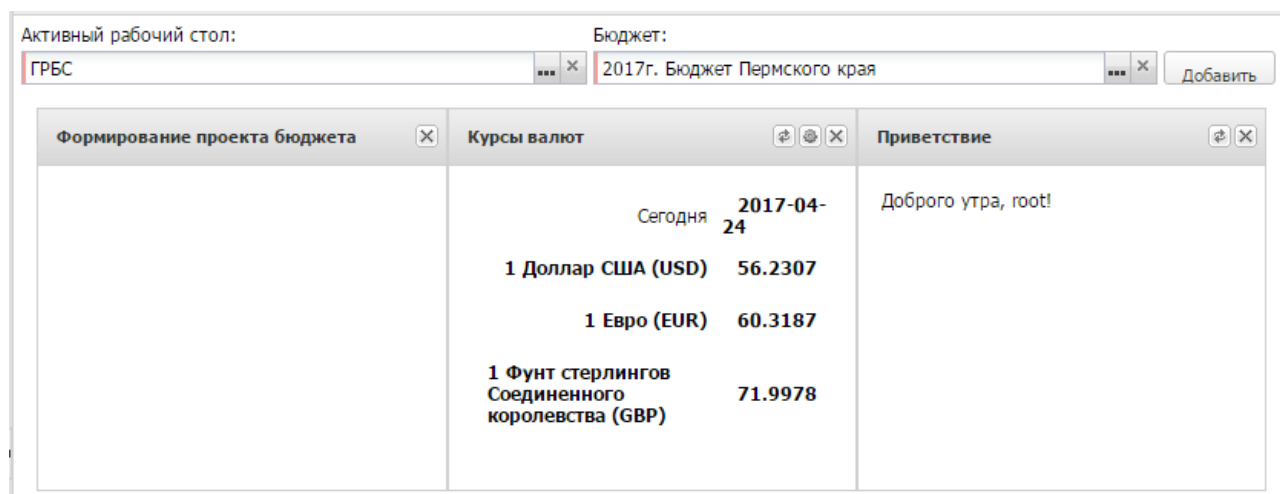 Активный рабочий стол:
Бюджет:
ГРБС
2017г. Бюджет Пермского края
Добавить
Формирование проекта бюджета
Курсы валют
Приветствие
Сегодня 2017-04-
24
1 Доллар США (USD) 56.2307
1 Евро (EUR) 60.3187
1 Фунт стерлингов
Соединенного
королевства (GBP)
71.9978
Доброго утра, root!